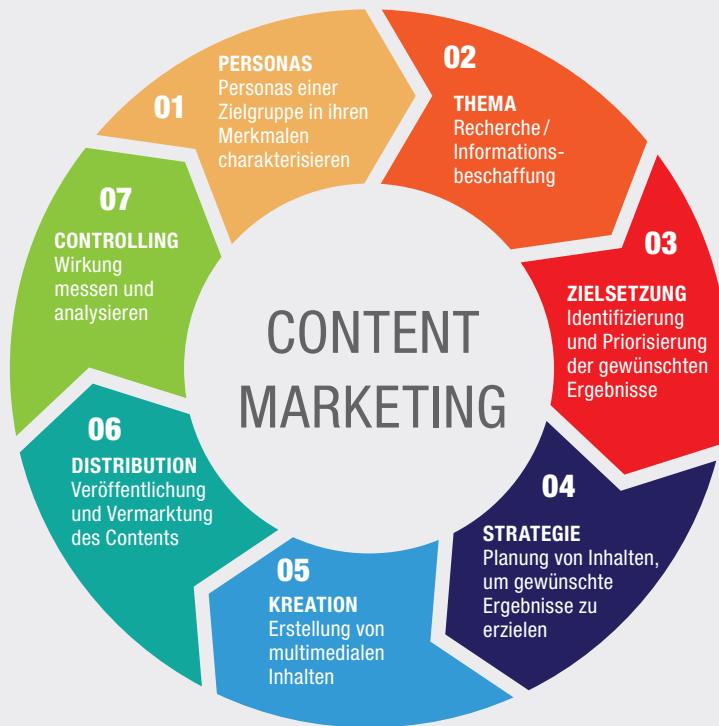 01
PERSONAS
Personas einer
Zielgruppe in ihren
Merkmalen
charakterisieren
02
THEMA
Recherche/
Informations-
beschaffung
03
ZIELSETZUNG
Identifizierung
und Priorisierung
der gewünschten
Ergebnisse
04
STRATEGIE
Planung von Inhalten,
um gewünschte
Ergebnisse zu
erzielen
05
KREATION
Erstellung von
multimedialen
Inhalten
06
DISTRIBUTION
Veröffentlichung
und Vermarktung
des Contents
07
CONTROLLING
Wirkung
messen und
analysieren
CONTENT
MARKETING